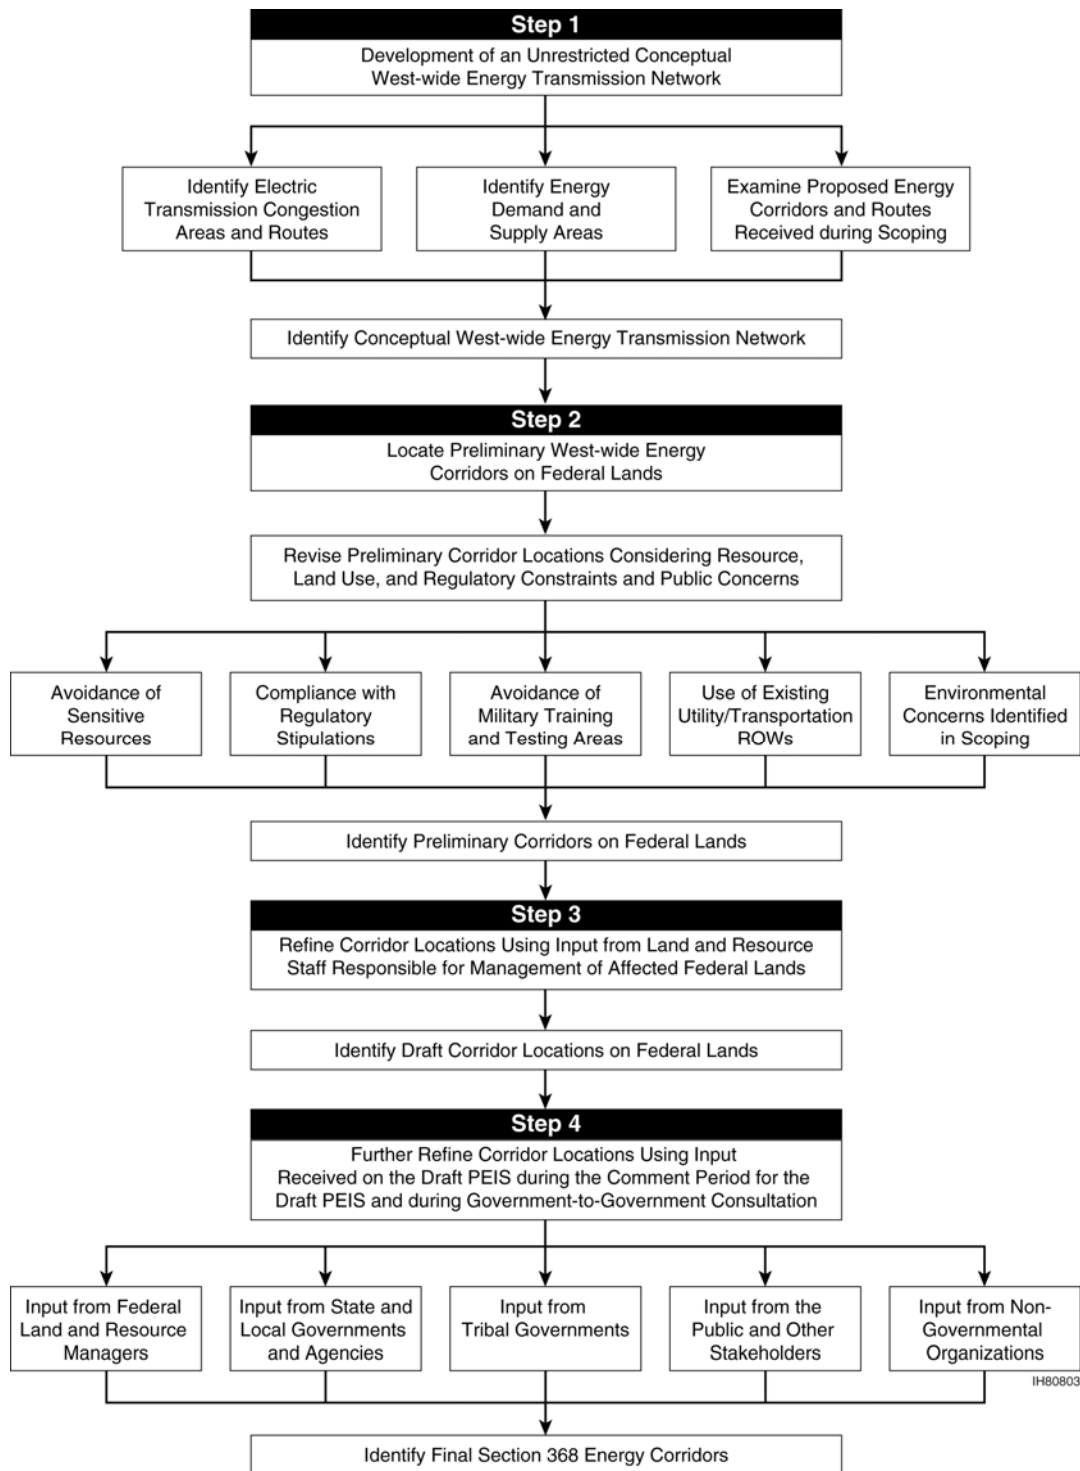 Step 1
Development of an Unrestricted Conceptual
West-wide Energy Transmission Network
Identify Electric
Transmission Congestion
Areas and Routes
Identify Energy
Demand and
Supply Areas
Examine Proposed Energy
Corridors and Routes
Received during Scoping
Identify Conceptual West-wide Energy Transmission Network
Step 2
Locate Preliminary West-wide Energy
Corridors on Federal Lands
Revise Preliminary Corridor Locations Considering Resource,
Land Use, and Regulatory Constraints and Public Concerns
Avoidance of
Sensitive
Resources
Compliance with
Regulatory
Stipulations
Avoidance of
Military Training
and Testing Areas
Use of Existing
Utility/Transportation
ROWs
Environmental
Concerns Identified
in Scoping
Identify Preliminary Corridors on Federal Lands
Step 3
Refine Corridor Locations Using Input from Land and Resource
Staff Responsible for Management of Affected Federal Lands
Identify Draft Corridor Locations on Federal Lands
Step 4
Further Refine Corridor Locations Using Input
Received on the Draft PEIS during the Comment Period for the
Draft PEIS and during Government-to-Government Consultation
Input from Federal
Land and Resource
Managers
Input from State and
Local Governments
and Agencies
Input from
Tribal Governments
Input from the
Public and Other
Stakeholders
Input from Non-
Governmental
Organizations
IH80803
Identify Final Section 368 Energy Corridors